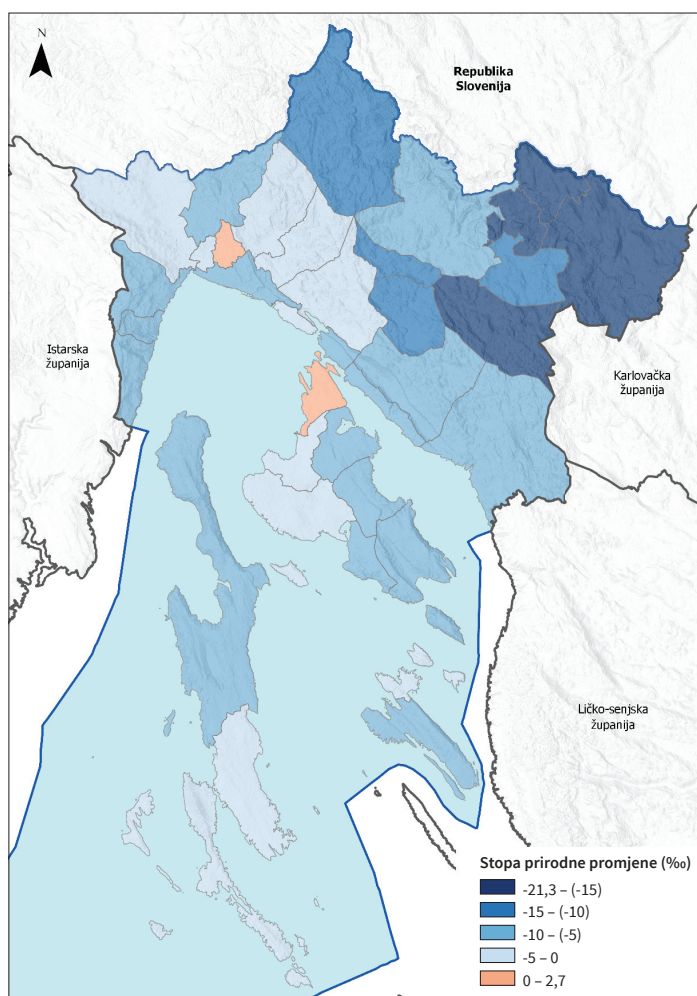 N
Republika
Slovenija
Istarska
županija
Karlovačka
županija
Ličko-senjska
županija
Stopa prirodne promjene (‰)
-21,3 – (-15)
-15 – (-10)
-10 – (-5)
-5 – 0
0 – 2,7